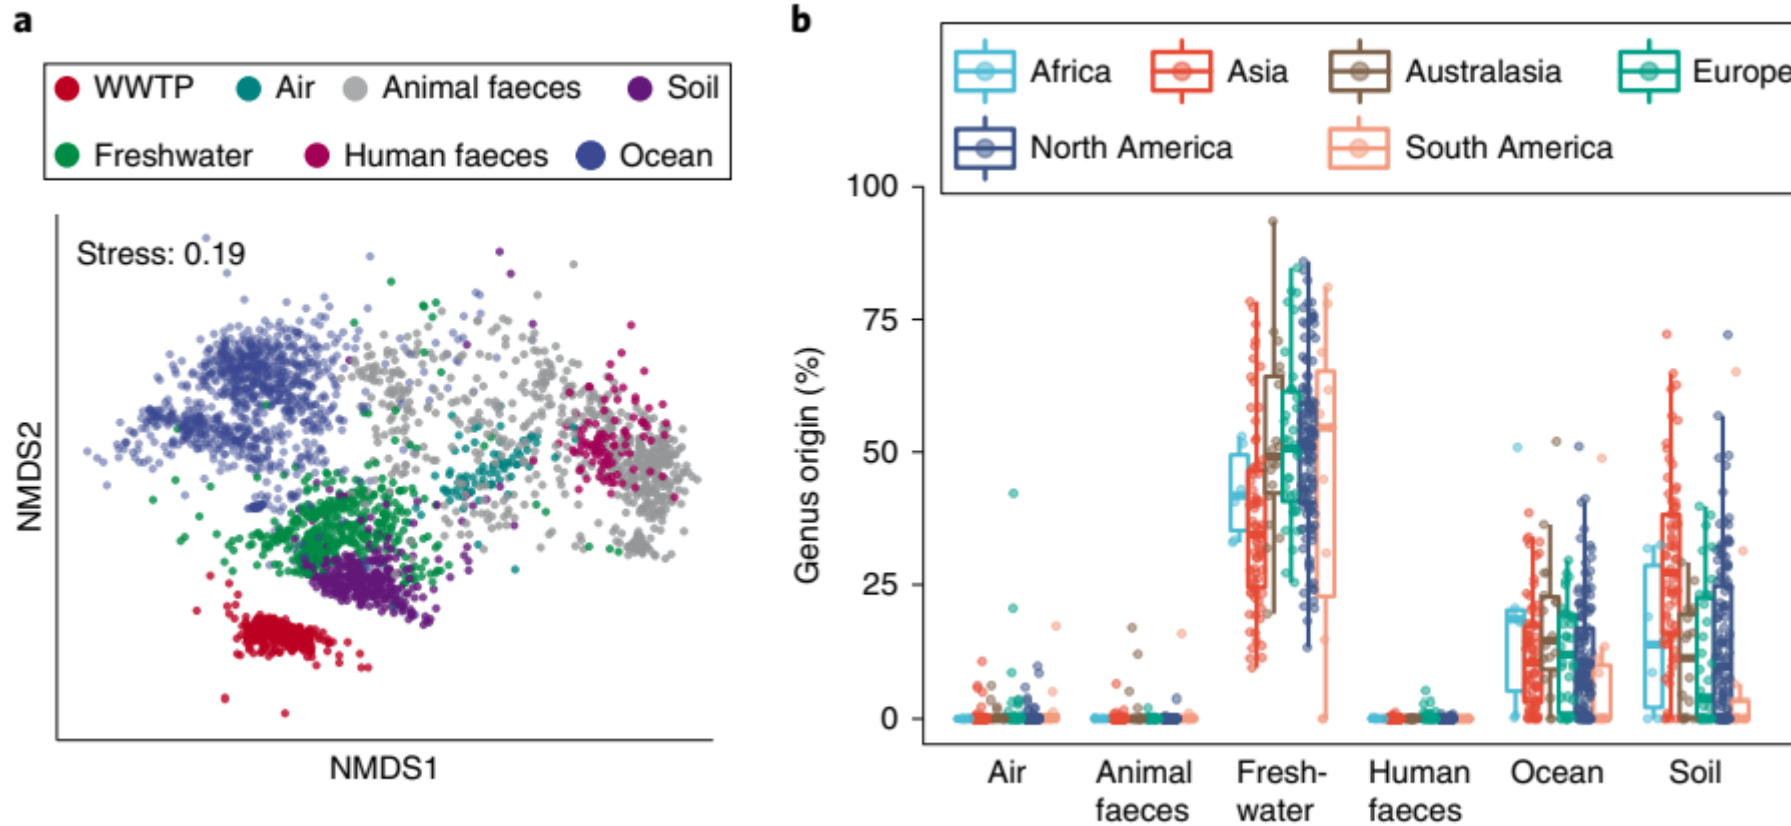 a
WWTP Air Animal faeces Soil
Freshwater Human faeces Ocean
Stress: 0.19
NMDS2
NMDS1
b
Africa Asia Australasia Europe
North America South America
100
75
50
25
0
Genus origin (%)
Air Animal faeces Fresh-water Human faeces Ocean Soil